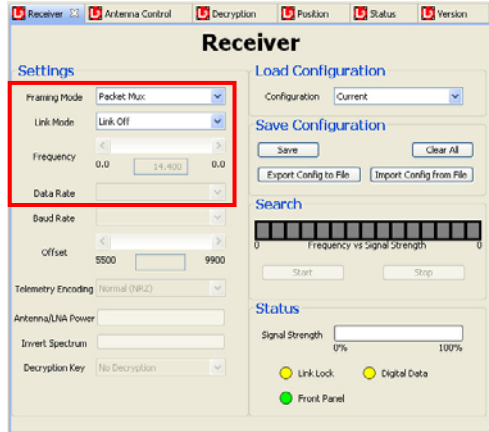 Receiver
Antenna Control
Decryption
Position
Status
Version
Receiver
Settings
Framing Mode
Packet Mux
Link Mode
Link Off
Frequency
0.0
14.400
0.0
Data Rate
Baud Rate
Offset
5500
9900
Telemetry Encoding
Normal (NRZ)
Antenna/LNA Power
Invert Spectrum
Decryption Key
No Decryption
Load Configuration
Configuration
Current
Save Configuration
Save
Clear All
Export Config to File
Import Config from File
Search
0
Frequency vs Signal Strength
0
Start
Stop
Status
Signal Strength
0%
100%
Link Lock
Digital Data
Front Panel